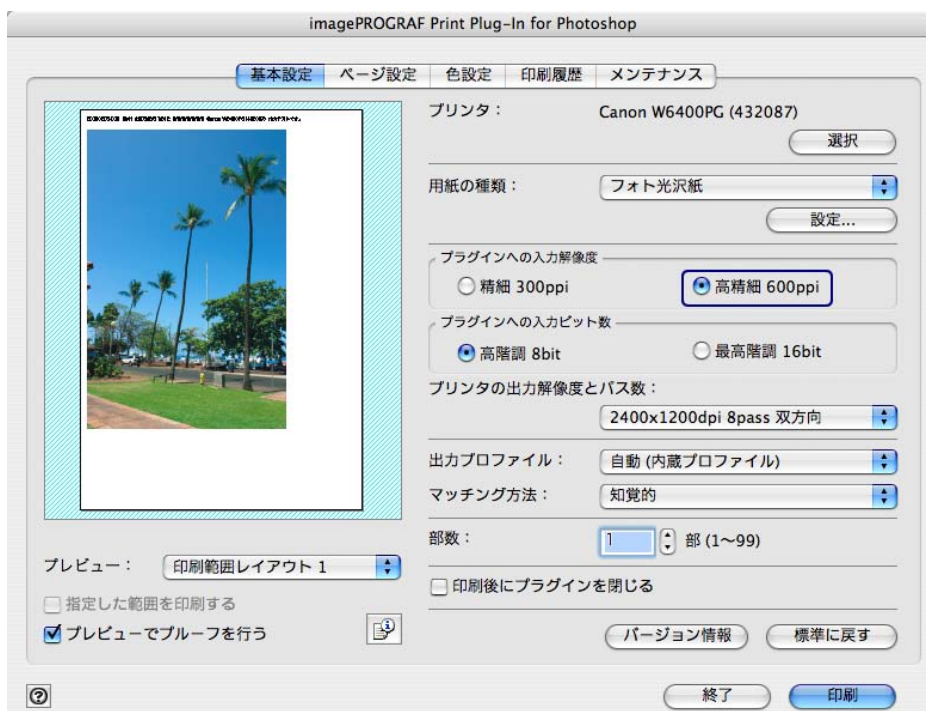 imagePROGRAF Print Plug-In for Photoshop
基本設定 ページ設定 色設定 印刷履歴 メンテナンス
プリンタ： Canon W6400PG (432087)
選択
用紙の種類： フォト光沢紙
設定...
プラグインへの入力解像度
精細 300ppi 高精細 600ppi
プラグインへの入力ビット数
高階調 8bit 最高階調 16bit
プリンタの出力解像度とパス数：
2400x1200dpi 8pass 双方向
出力プロファイル： 自動 (内蔵プロファイル)
マッチング方法： 知覚的
部数： 1 部 (1〜99)
印刷後にプラグインを閉じる
バージョン情報 標準に戻す
プレビュー： 印刷範囲レイアウト 1
指定した範囲を印刷する
プレビューでプルーフを行う
? 終了 印刷